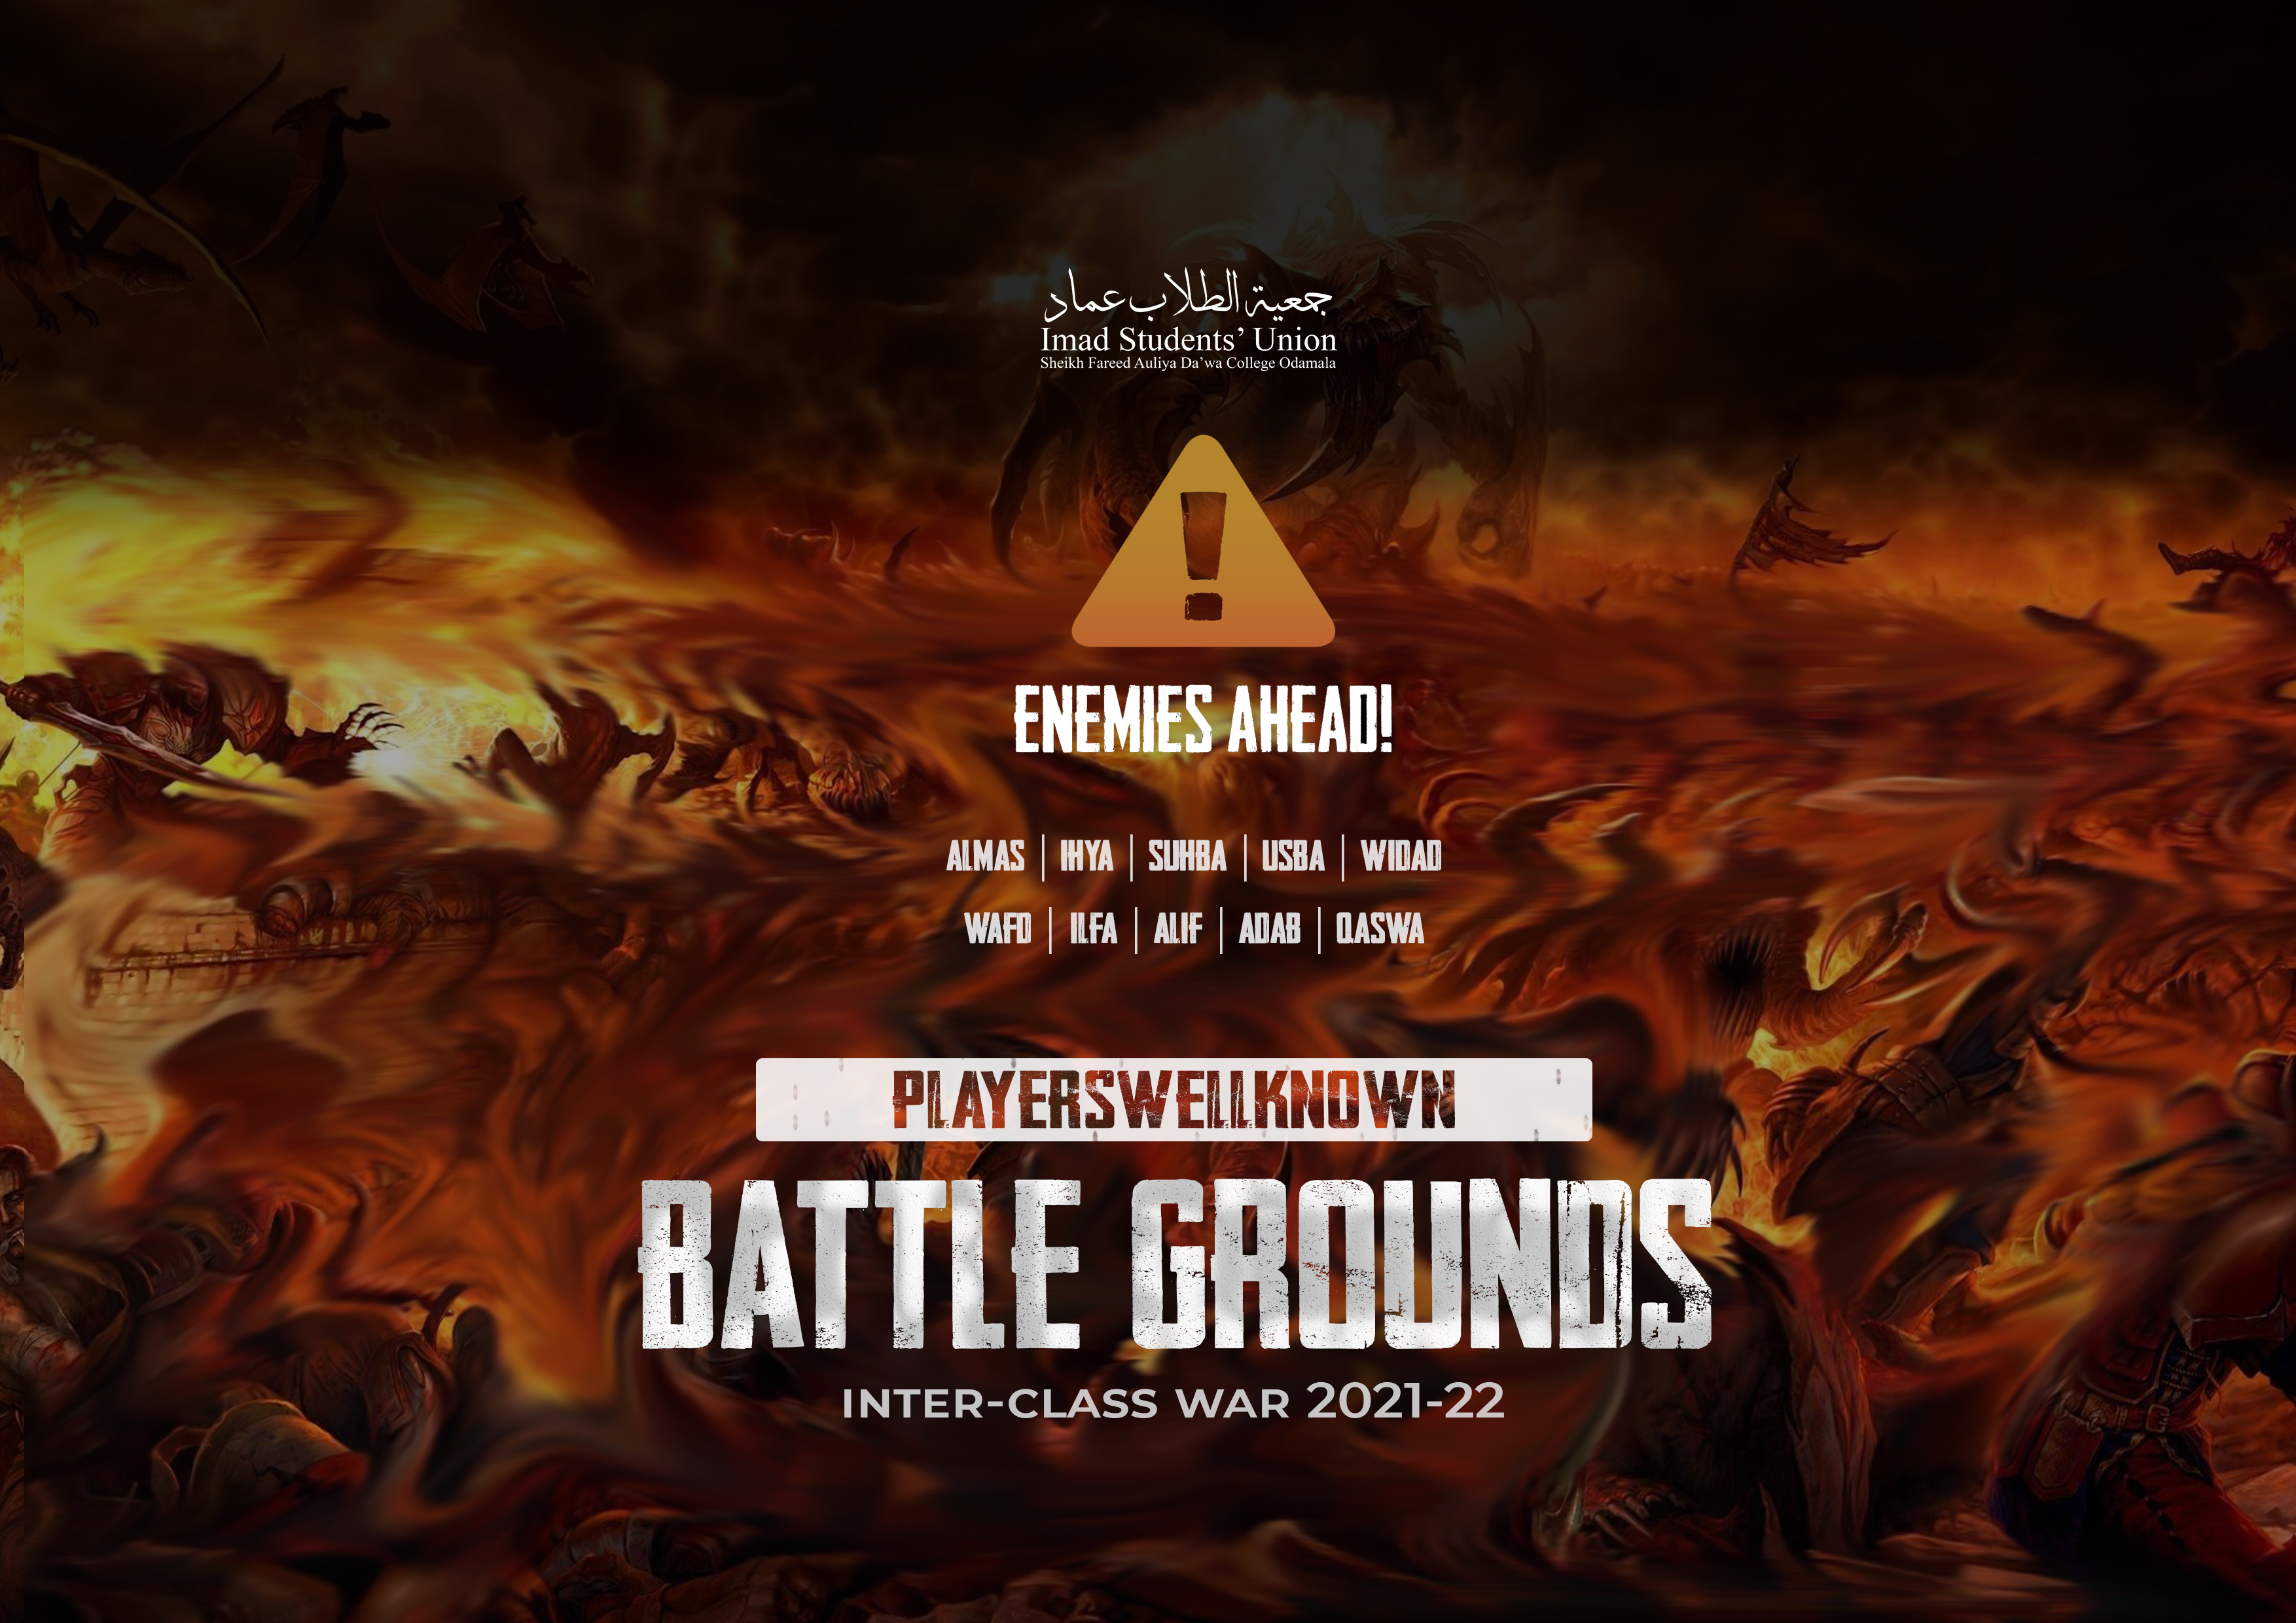 جمعية الطلاب عماد
Imad Students’ Union
Sheikh Fareed Auliya Da’wa College Odamala
!
ENEMIES AHEAD!
ALMAS | IHYA | SUHBA | USBA | WIDAD
WAFD | ILFA | ALIF | ADAB | QASWA
PLAYERSWELLKNOWN
BATTLE GROUNDS
INTER-CLASS WAR 2021-22